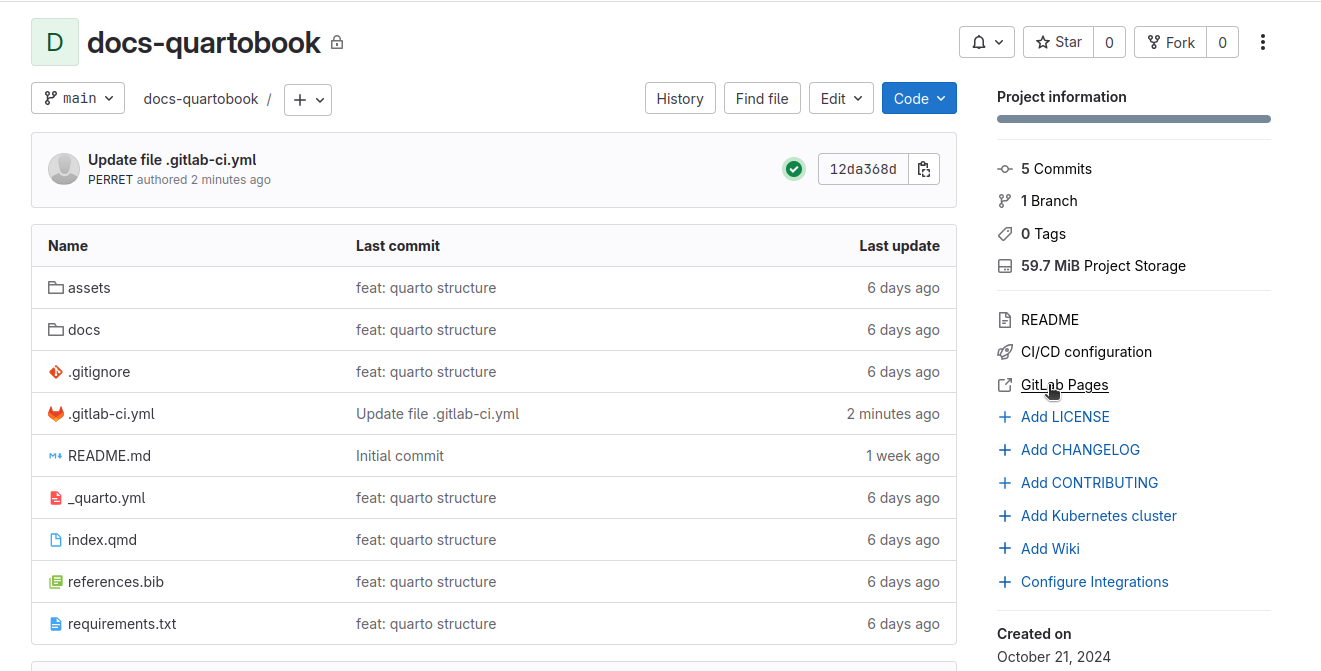 D docs-quartobook
Star 0 Fork 0
main docs-quartobook / + History Find file Edit Code
Update file .gitlab-ci.yml
PERRET authored 2 minutes ago
12da368d
Name Last commit Last update
assets feat: quarto structure 6 days ago
docs feat: quarto structure 6 days ago
.gitignore feat: quarto structure 6 days ago
.gitlab-ci.yml Update file .gitlab-ci.yml 2 minutes ago
README.md Initial commit 1 week ago
_quarto.yml feat: quarto structure 6 days ago
index.qmd feat: quarto structure 6 days ago
references.bib feat: quarto structure 6 days ago
requirements.txt feat: quarto structure 6 days ago
Project information
5 Commits
1 Branch
0 Tags
59.7 MiB Project Storage
README
CI/CD configuration
GitLab Pages
+ Add LICENSE
+ Add CHANGELOG
+ Add CONTRIBUTING
+ Add Kubernetes cluster
+ Add Wiki
+ Configure Integrations
Created on
October 21, 2024